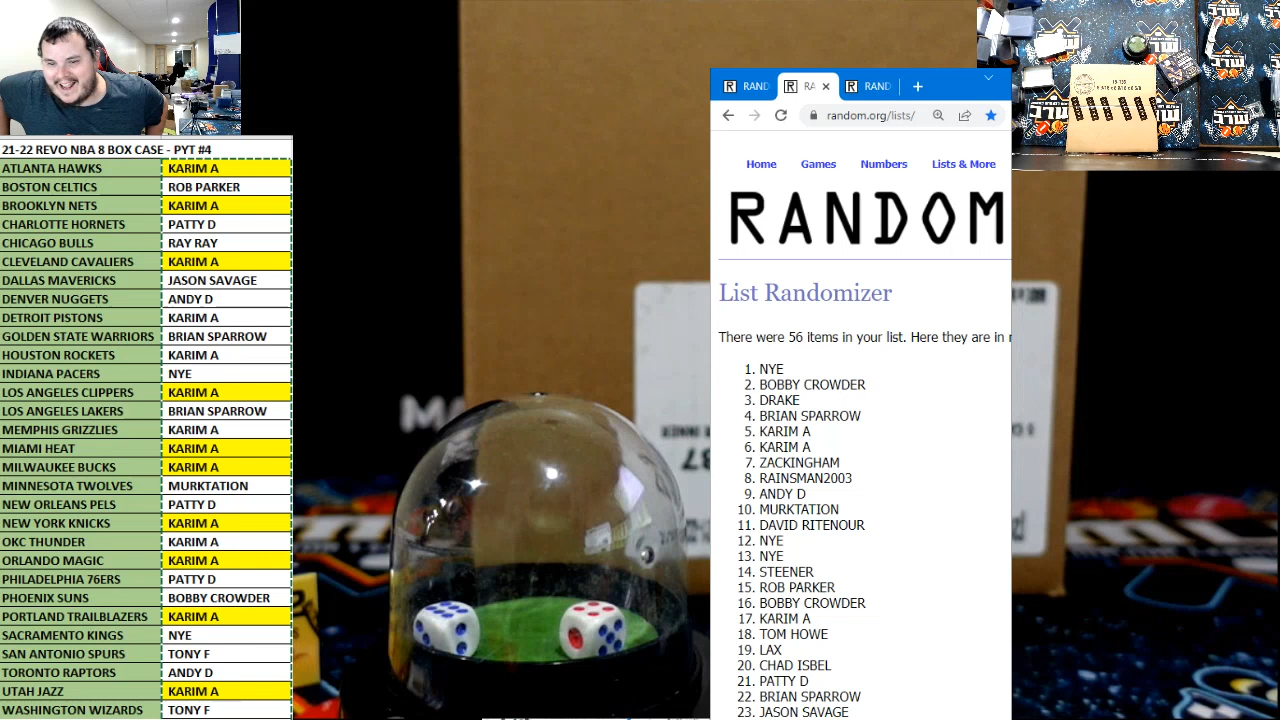 21-22 REVO NBA 8 BOX CASE - PYT #4
ATLANTA HAWKS KARIM A
BOSTON CELTICS ROB PARKER
BROOKLYN NETS KARIM A
CHARLOTTE HORNETS PATTY D
CHICAGO BULLS RAY RAY
CLEVELAND CAVALIERS KARIM A
DALLAS MAVERICKS JASON SAVAGE
DENVER NUGGETS ANDY D
DETROIT PISTONS KARIM A
GOLDEN STATE WARRIORS BRIAN SPARROW
HOUSTON ROCKETS KARIM A
INDIANA PACERS NYE
LOS ANGELES CLIPPERS KARIM A
LOS ANGELES LAKERS BRIAN SPARROW
MEMPHIS GRIZZLIES KARIM A
MIAMI HEAT KARIM A
MILWAUKEE BUCKS KARIM A
MINNESOTA TWOLVES MURKTATION
NEW ORLEANS PELS PATTY D
NEW YORK KNICKS KARIM A
OKC THUNDER KARIM A
ORLANDO MAGIC KARIM A
PHILADELPHIA 76ERS PATTY D
PHOENIX SUNS BOBBY CROWDER
PORTLAND TRAILBLAZERS KARIM A
SACRAMENTO KINGS NYE
SAN ANTONIO SPURS TONY F
TORONTO RAPTORS ANDY D
UTAH JAZZ KARIM A
WASHINGTON WIZARDS TONY F
MA
R RAND R RA R RAND
random.org/lists/
Home Games Numbers Lists & More
RANDOM
List Randomizer
There were 56 items in your list. Here they are in
1. NYE
2. BOBBY CROWDER
3. DRAKE
4. BRIAN SPARROW
5. KARIM A
6. KARIM A
7. ZACKINGHAM
8. RAINSMAN2003
9. ANDY D
10. MURKTATION
11. DAVID RITENOUR
12. NYE
13. NYE
14. STEENER
15. ROB PARKER
16. BOBBY CROWDER
17. KARIM A
18. TOM HOWE
19. LAX
20. CHAD ISBEL
21. PATTY D
22. BRIAN SPARROW
23. JASON SAVAGE